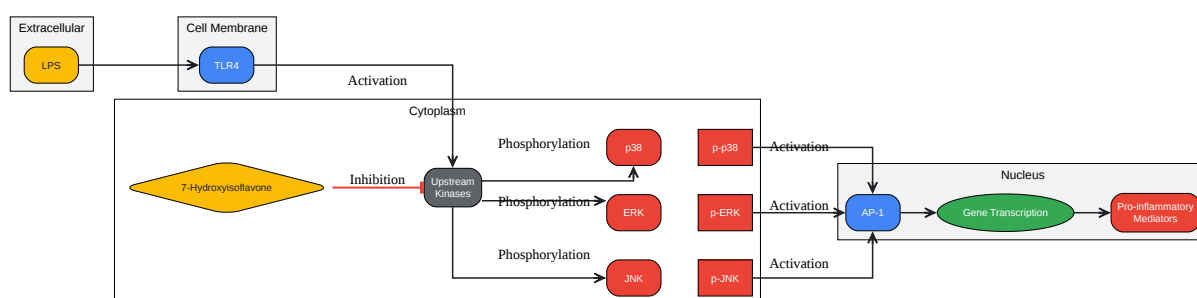 Extracellular
LPS
Cell Membrane
TLR4
Activation
Cytoplasm
7-Hydroxyisoflavone
Inhibition
Upstream
Kinases
Phosphorylation
p38
Phosphorylation
ERK
Phosphorylation
JNK
p-p38
Activation
p-ERK
Activation
p-JNK
Activation
Nucleus
AP-1
Gene Transcription
Pro-inflammatory
Mediators